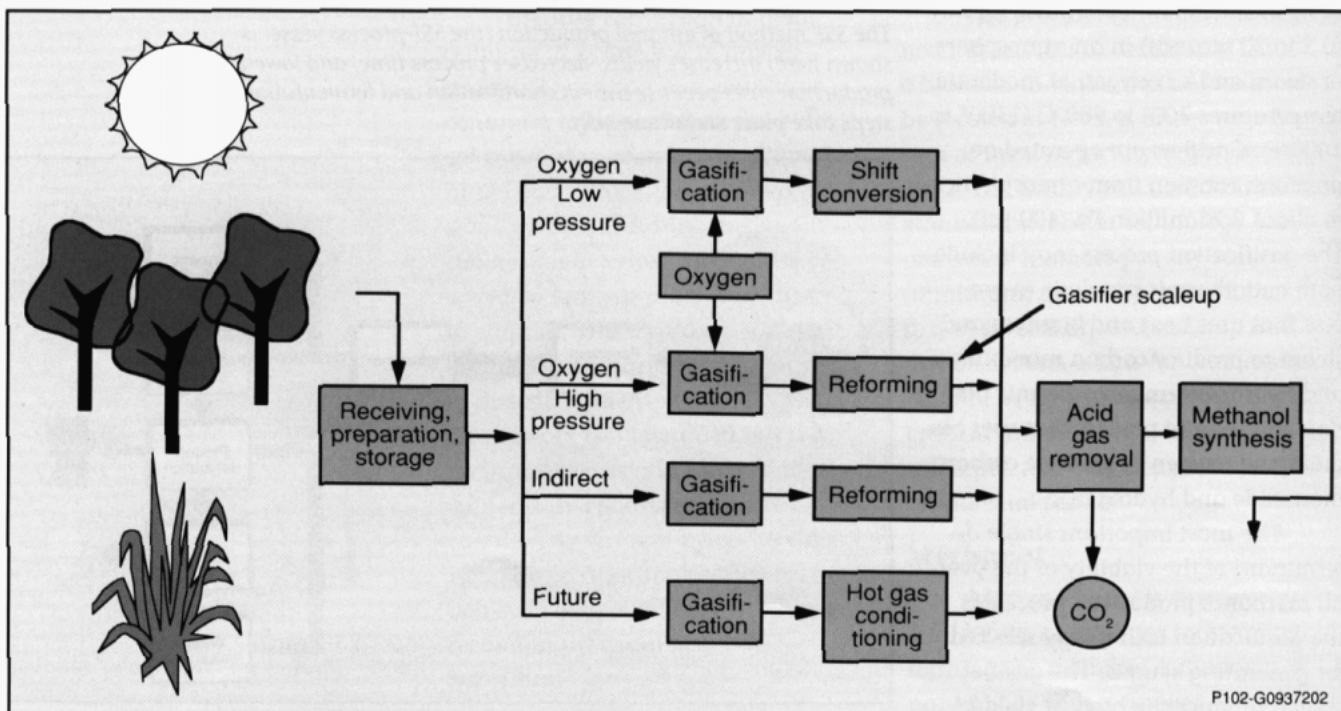 Oxygen
Low
pressure
Gasifi-
cation
Shift
conversion
Oxygen
Gasifier scaleup
Oxygen
High
pressure
Gasifi-
cation
Reforming
Receiving,
preparation,
storage
Acid
gas
removal
Methanol
synthesis
Indirect
Gasifi-
cation
Reforming
Future
Gasifi-
cation
Hot gas
condi-
tioning
CO₂
P102-G0937202